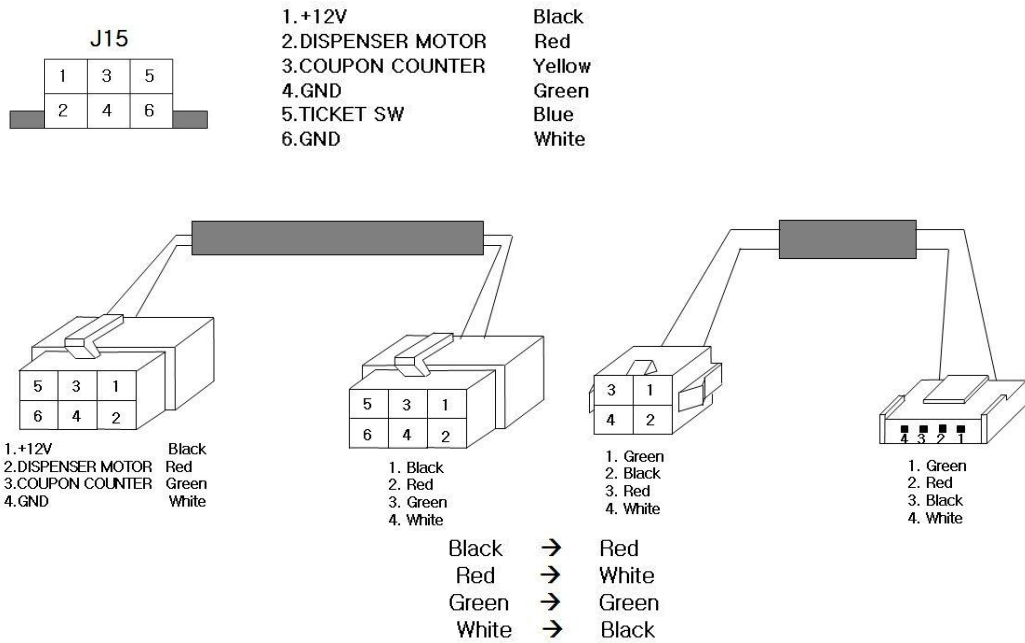 J15
1 3 5
2 4 6
1.+12V Black
2.DISPENSER MOTOR Red
3.COUPON COUNTER Yellow
4.GND Green
5.TICKET SW Blue
6.GND White
5 3 1
6 4 2
1.+12V Black
2.DISPENSER MOTOR Red
3.COUPON COUNTER Green
4.GND White
5 3 1
6 4 2
1. Black
2. Red
3. Green
4. White
3 1
4 2
1. Green
2. Black
3. Red
4. White
4 3 2 1
1. Green
2. Red
3. Black
4. White
Black → Red
Red → White
Green → Green
White → Black